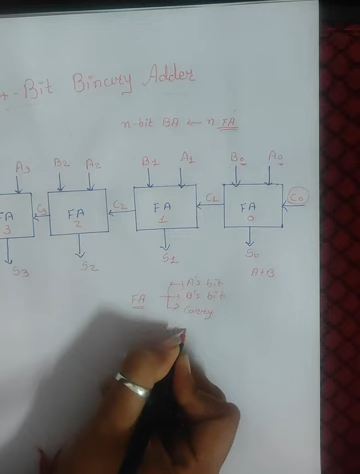 -Bit Binary Adder
n-bit BA ← n FA
A3 B2 A2 B1 A1 B0 A0
FA 3 C3 FA 2 C2 FA 1 C1 FA 0 C0
S3 S2 S1 S0
A+B
A's bit
FA B's bit
Carry